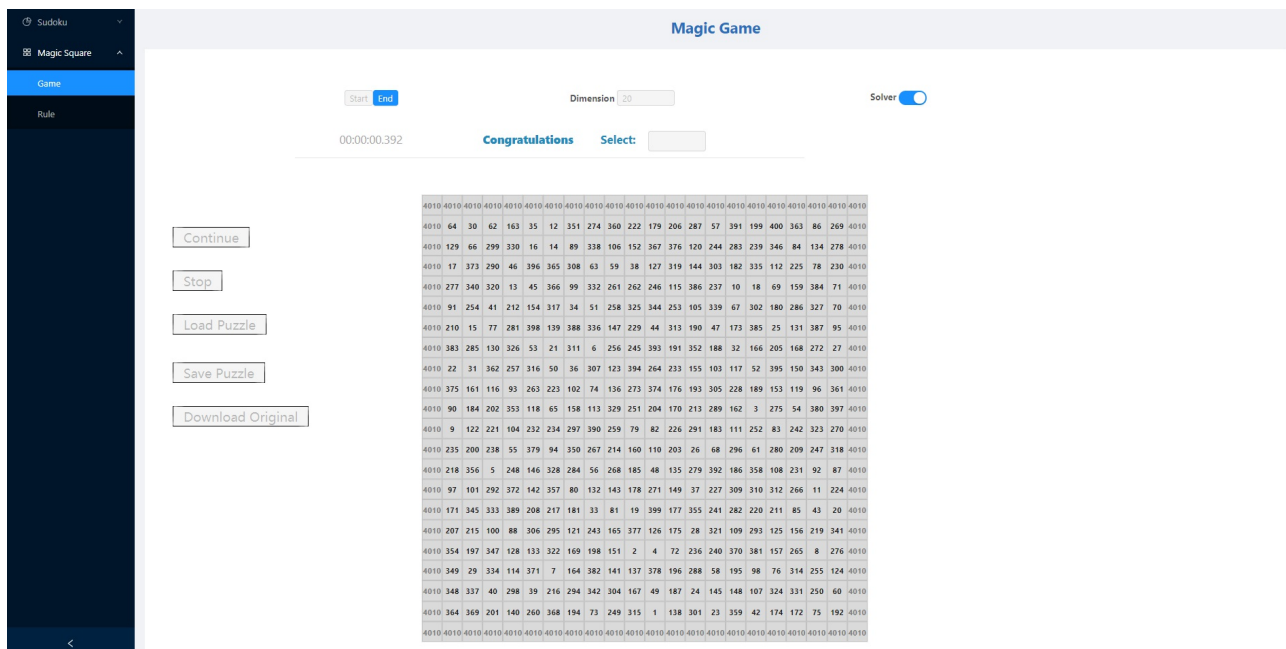 Sudoku
Magic Game
Magic Square
Game
Start End Dimension 20 Solver
Rule
00:00:00.392 Congratulations Select:
4010 4010 4010 4010 4010 4010 4010 4010 4010 4010 4010 4010 4010 4010 4010 4010 4010 4010 4010 4010 4010 4010
4010 64 30 62 163 35 12 351 274 360 222 179 206 287 57 391 199 400 363 86 269 4010
Continue
4010 129 66 299 330 16 14 89 338 106 152 367 376 120 244 283 239 346 84 134 278 4010
4010 17 373 290 46 396 365 308 63 59 38 127 319 144 303 182 335 112 225 78 230 4010
Stop
4010 277 340 320 13 45 366 99 332 261 262 246 115 386 237 10 18 69 159 384 71 4010
4010 91 254 41 212 154 317 34 51 258 325 344 253 105 339 67 302 180 286 327 70 4010
Load Puzzle
4010 210 15 77 281 398 139 388 336 147 229 44 313 190 47 173 385 25 131 387 95 4010
4010 383 285 130 326 53 21 311 6 256 245 393 191 352 188 32 166 205 168 272 27 4010
Save Puzzle
4010 22 31 362 257 316 50 36 307 123 394 264 233 155 103 117 52 395 150 343 300 4010
4010 375 161 116 93 263 223 102 74 136 273 374 176 193 305 228 189 153 119 96 361 4010
Download Original
4010 90 184 202 353 118 65 158 113 329 251 204 170 213 289 162 3 275 54 380 397 4010
4010 9 122 221 104 232 234 297 390 259 79 82 226 291 183 111 252 83 242 323 270 4010
4010 235 200 238 55 379 94 350 267 214 160 110 203 26 68 296 61 280 209 247 318 4010
4010 218 356 5 248 146 328 284 56 268 185 48 135 279 392 186 358 108 231 92 87 4010
4010 97 101 292 372 142 357 80 132 143 178 271 149 37 227 309 310 312 266 11 224 4010
4010 171 345 333 389 208 217 181 33 81 19 399 177 355 241 282 220 211 85 43 20 4010
4010 207 215 100 88 306 295 121 243 165 377 126 175 28 321 109 293 125 156 219 341 4010
4010 354 197 347 128 133 322 169 198 151 2 4 72 236 240 370 381 157 265 8 276 4010
4010 349 29 334 114 371 7 164 382 141 137 378 196 288 58 195 98 76 314 255 124 4010
4010 348 337 40 298 39 216 294 342 304 167 49 187 24 145 148 107 324 331 250 60 4010
4010 364 369 201 140 260 368 194 73 249 315 1 138 301 23 359 42 174 172 75 192 4010
4010 4010 4010 4010 4010 4010 4010 4010 4010 4010 4010 4010 4010 4010 4010 4010 4010 4010 4010 4010 4010 4010